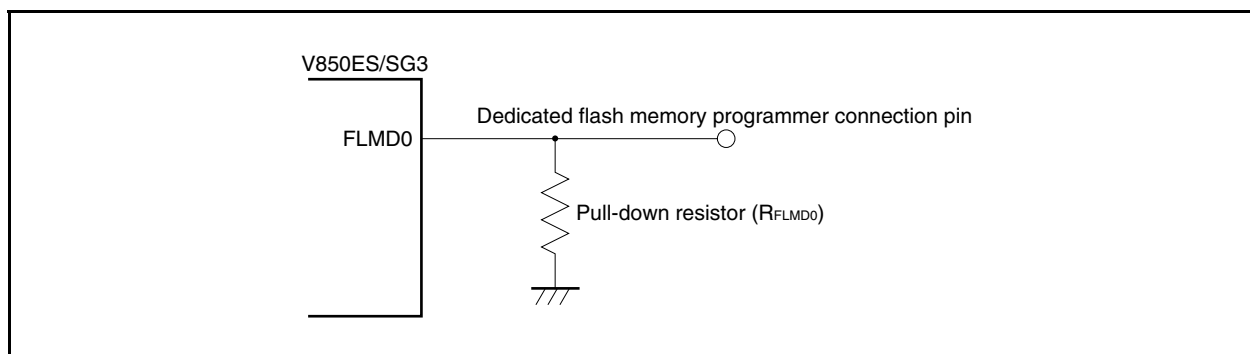 V850ES/SG3
Dedicated flash memory programmer connection pin
FLMD0
Pull-down resistor (RFLMD0)